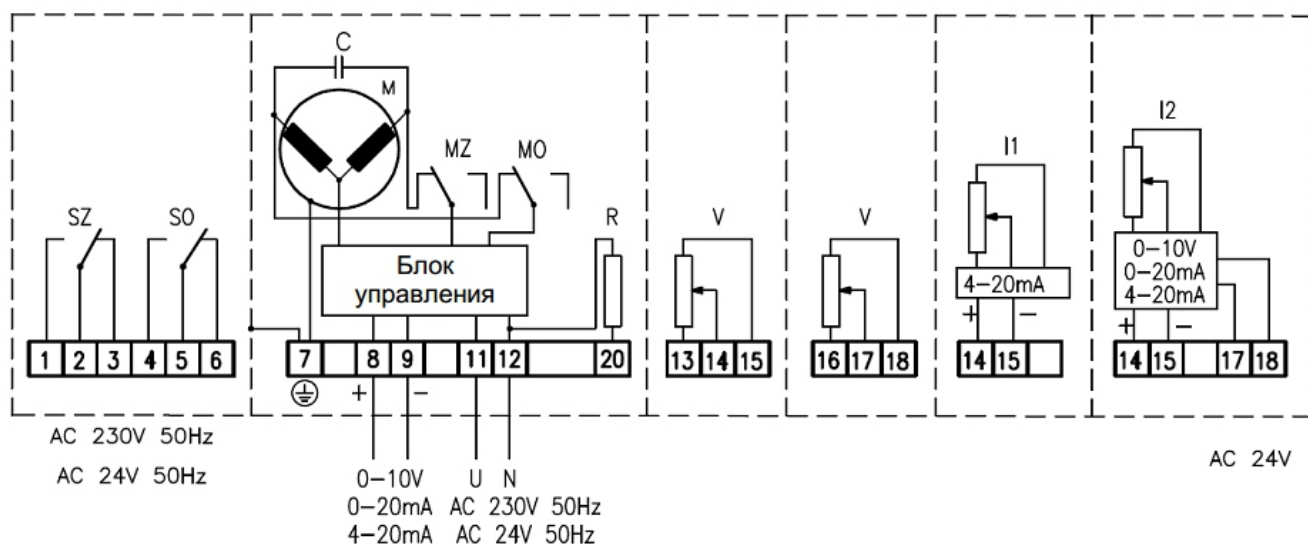 C
M
MZ MO
I2
I1
SZ SO
R
V
V
Блок
управления
0-10V
0-20mA
4-20mA
4-20mA
+ -
+ -
1 2 3 4 5 6
7 8 9 11 12 20
13 14 15
16 17 18
14 15
14 15 17 18
+ -
AC 230V 50Hz
AC 24V 50Hz
0-10V U N
0-20mA AC 230V 50Hz
4-20mA AC 24V 50Hz
AC 24V